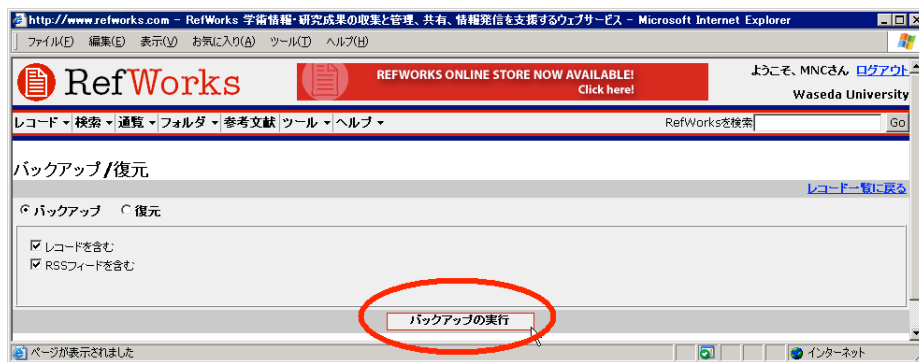 http://www.refworks.com - RefWorks 学術情報・研究成果の収集と管理、共有、情報発信を支援するウェブサービス - Microsoft Internet Explorer
ファイル(F) 編集(E) 表示(V) お気に入り(A) ツール(T) ヘルプ(H)
RefWorks
REFWORKS ONLINE STORE NOW AVAILABLE!
Click here!
ようこそ、MNCさん ログアウト
Waseda University
レコード 検索 通覧 フォルダ 参考文献 ツール ヘルプ RefWorksを検索 Go
バックアップ/復元
レコード一覧に戻る
バックアップ 復元
レコードを含む
RSSフィードを含む
バックアップの実行
ページが表示されました インターネット